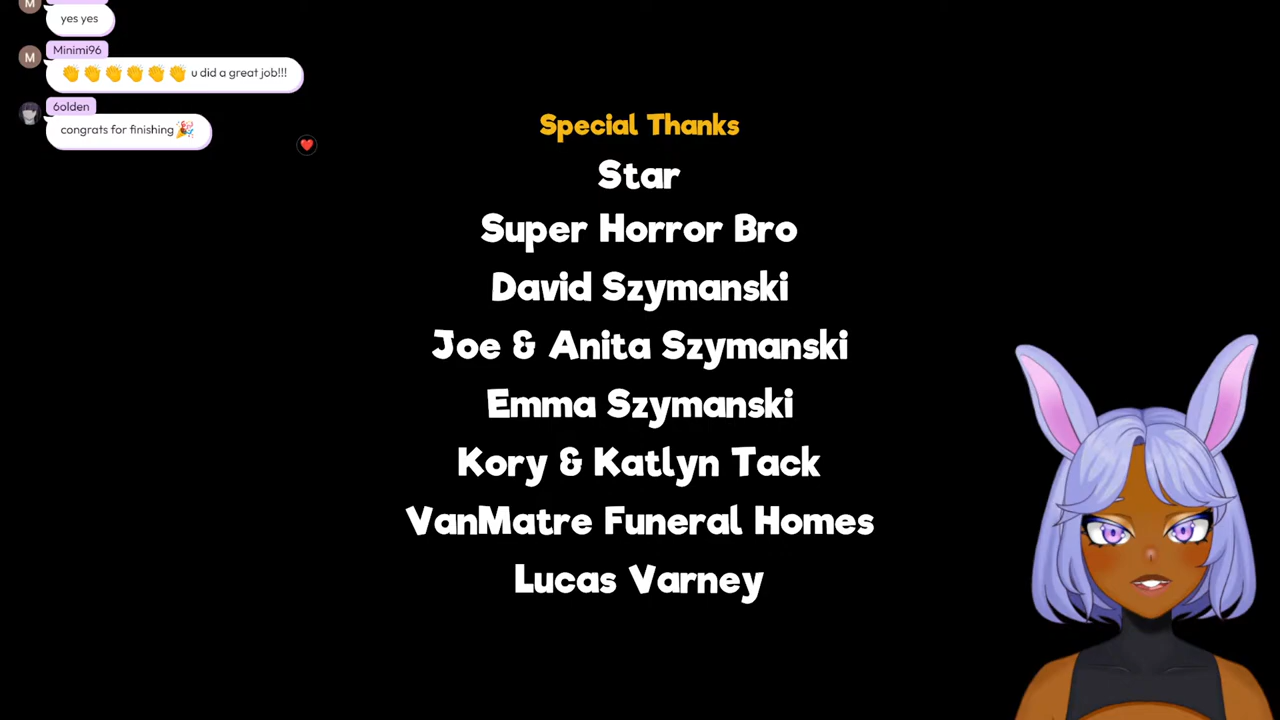 M
yes yes
Minimi96
M
👏👏👏👏👏👏 u did a great job!!!
6olden
congrats for finishing🎉
Special Thanks
Star
Super Horror Bro
David Szymanski
Joe & Anita Szymanski
Emma Szymanski
Kory & Katlyn Tack
VanMatre Funeral Homes
Lucas Varney